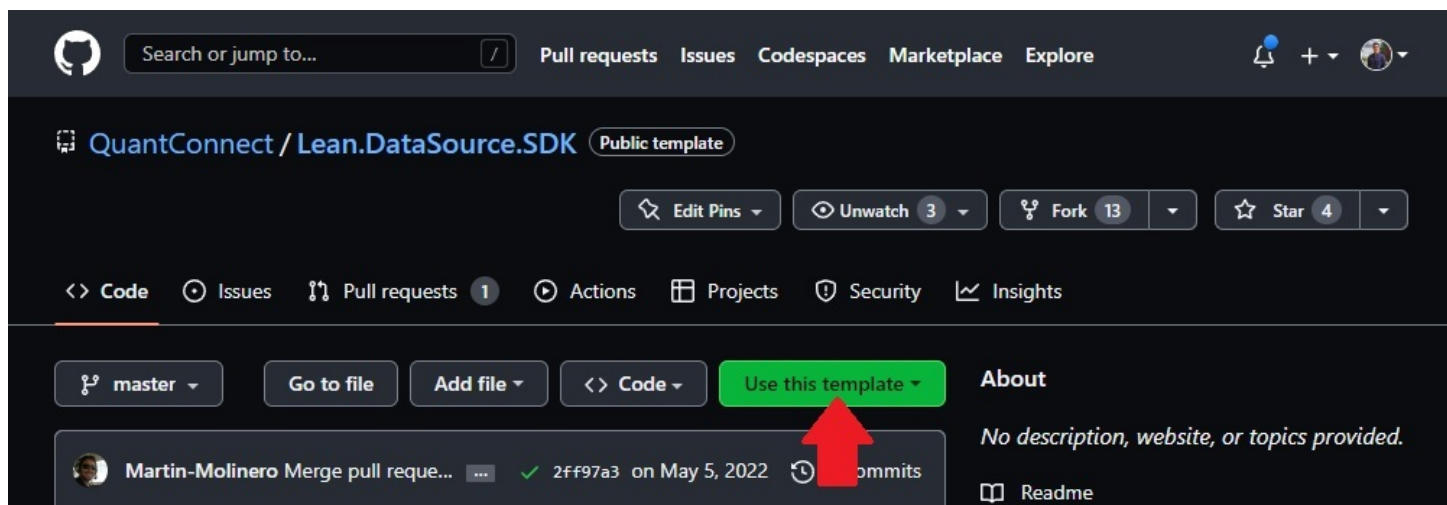 Search or jump to... / Pull requests Issues Codespaces Marketplace Explore
QuantConnect / Lean.DataSource.SDK Public template
Edit Pins Unwatch 3 Fork 13 Star 4
<> Code Issues Pull requests 1 Actions Projects Security Insights
master Go to file Add file <> Code Use this template About
No description, website, or topics provided.
Martin-Molinero Merge pull reque... ... 2ff97a3 on May 5, 2022
Readme